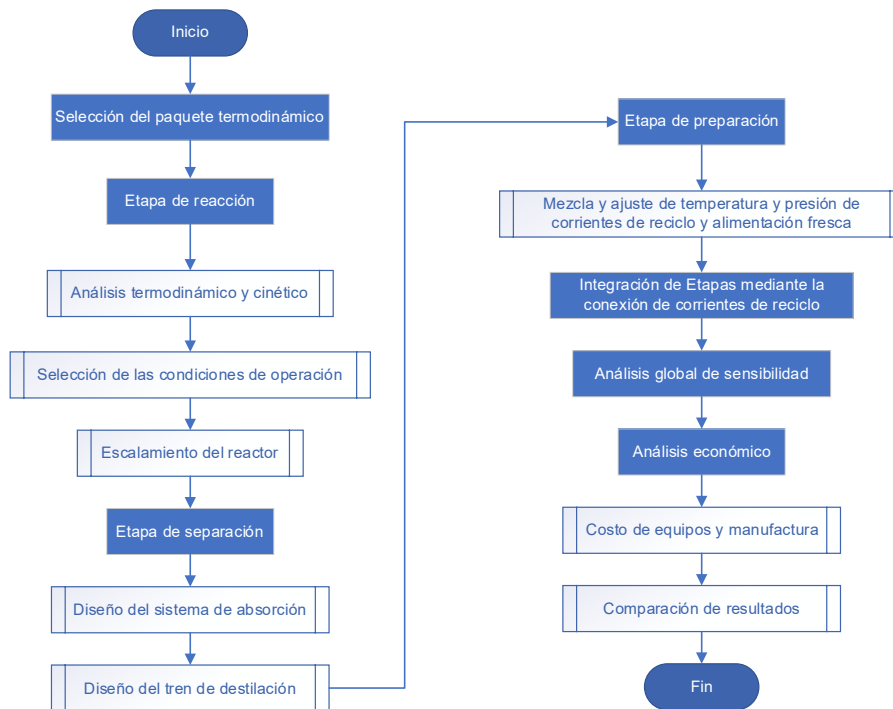 Inicio
Selección del paquete termodinámico
Etapa de reacción
Análisis termodinámico y cinético
Selección de las condiciones de operación
Escalamiento del reactor
Etapa de separación
Diseño del sistema de absorción
Diseño del tren de destilación
Etapa de preparación
Mezcla y ajuste de temperatura y presión de
corrientes de reciclo y alimentación fresca
Integración de Etapas mediante la
conexión de corrientes de reciclo
Análisis global de sensibilidad
Análisis económico
Costo de equipos y manufactura
Comparación de resultados
Fin